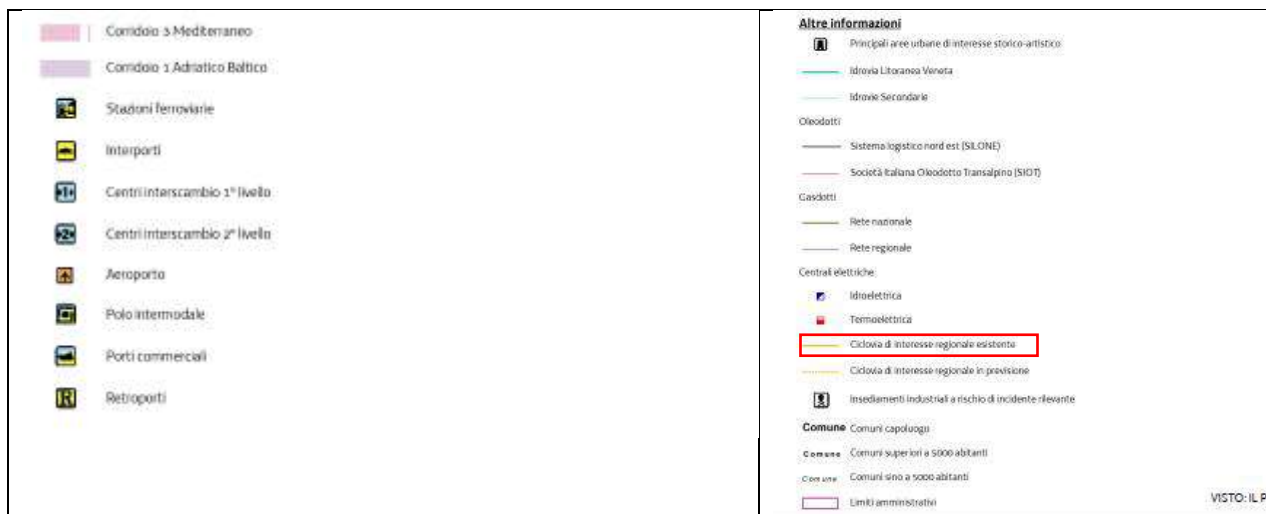 Corridoio 3 Mediterraneo
Corridoio 1 Adriatico Baltico
Stazioni ferroviarie
Interporti
1
Centri interscambio 1° livello
2
Centri interscambio 2° livello
Aeroporto
Polo intermodale
Porti commerciali
R
Retroporti
Altre informazioni
Principali aree urbane di interesse storico-artistico
Idrovia Litoranea Veneta
Idrovie Secondarie
Oleodotti
Sistema logistico nord est (SILONE)
Società Italiana Oleodotto Transalpino (SIOT)
Gasdotti
Rete nazionale
Rete regionale
Centrali elettriche
Idroelettrica
Termoelettrica
Ciclovia di interesse regionale esistente
Ciclovia di interesse regionale in previsione
Insediamenti industriali a rischio di incidente rilevante
Comune Comuni capoluogo
Comune Comuni superiori a 5000 abitanti
Comune Comuni sino a 5000 abitanti
Limiti amministrativi
VISTO: IL P